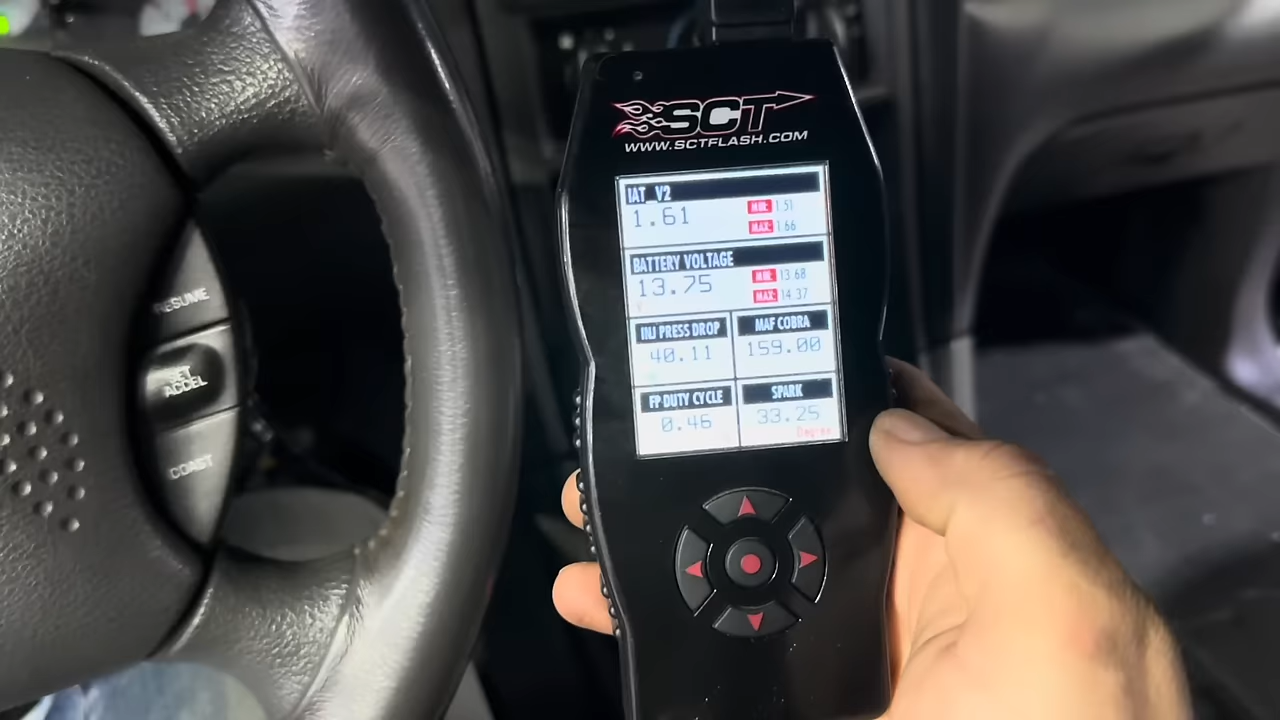 SCT
WWW.SCTFLASH.COM
IAT_V2
1.61
MIN: 1.51
MAX: 1.66
BATTERY VOLTAGE
13.75
MIN: 13.68
MAX: 14.37
V
INJ PRESS DROP
MAF COBRA
40.11
159.00
FP DUTY CYCLE
SPARK
0.46
33.25
Degree
RESUME
SET
ACCEL
COAST